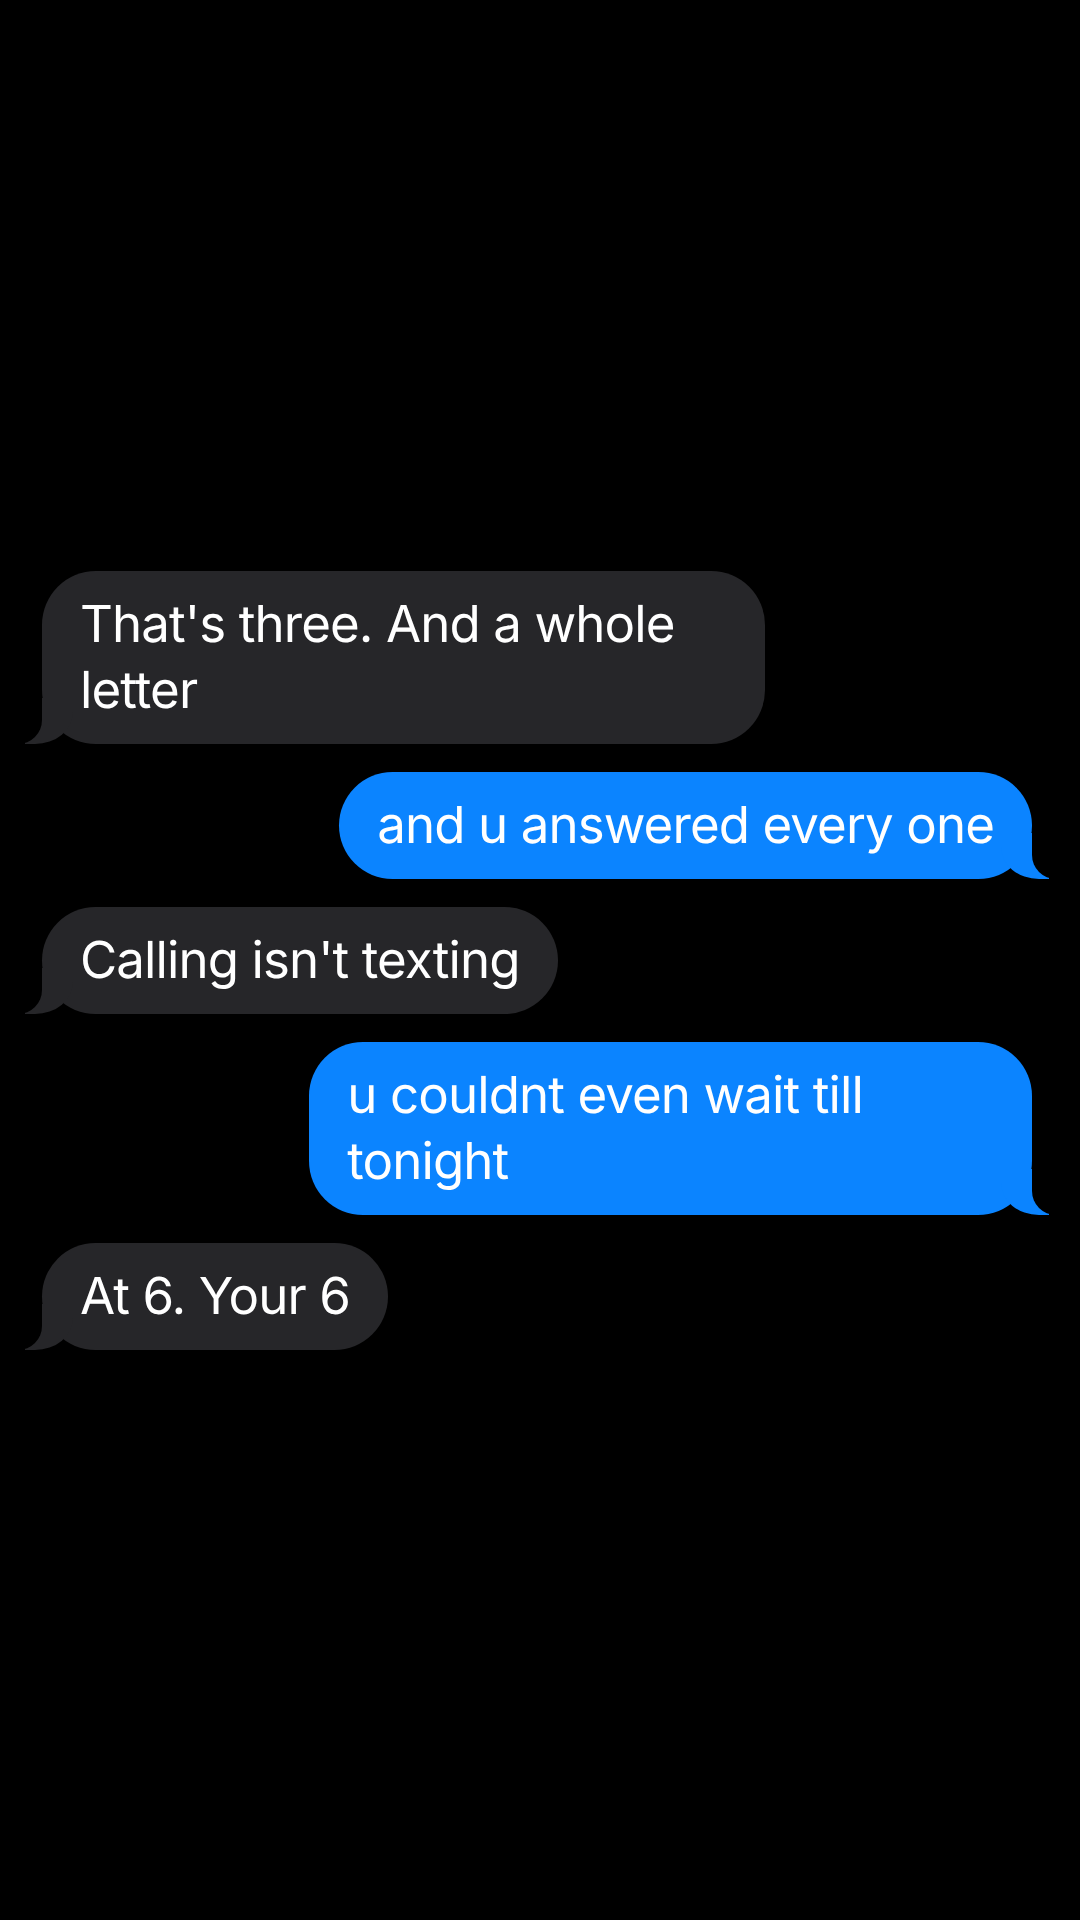 That's three. And a whole
letter
and u answered every one
Calling isn't texting
u couldnt even wait till
tonight
At 6. Your 6